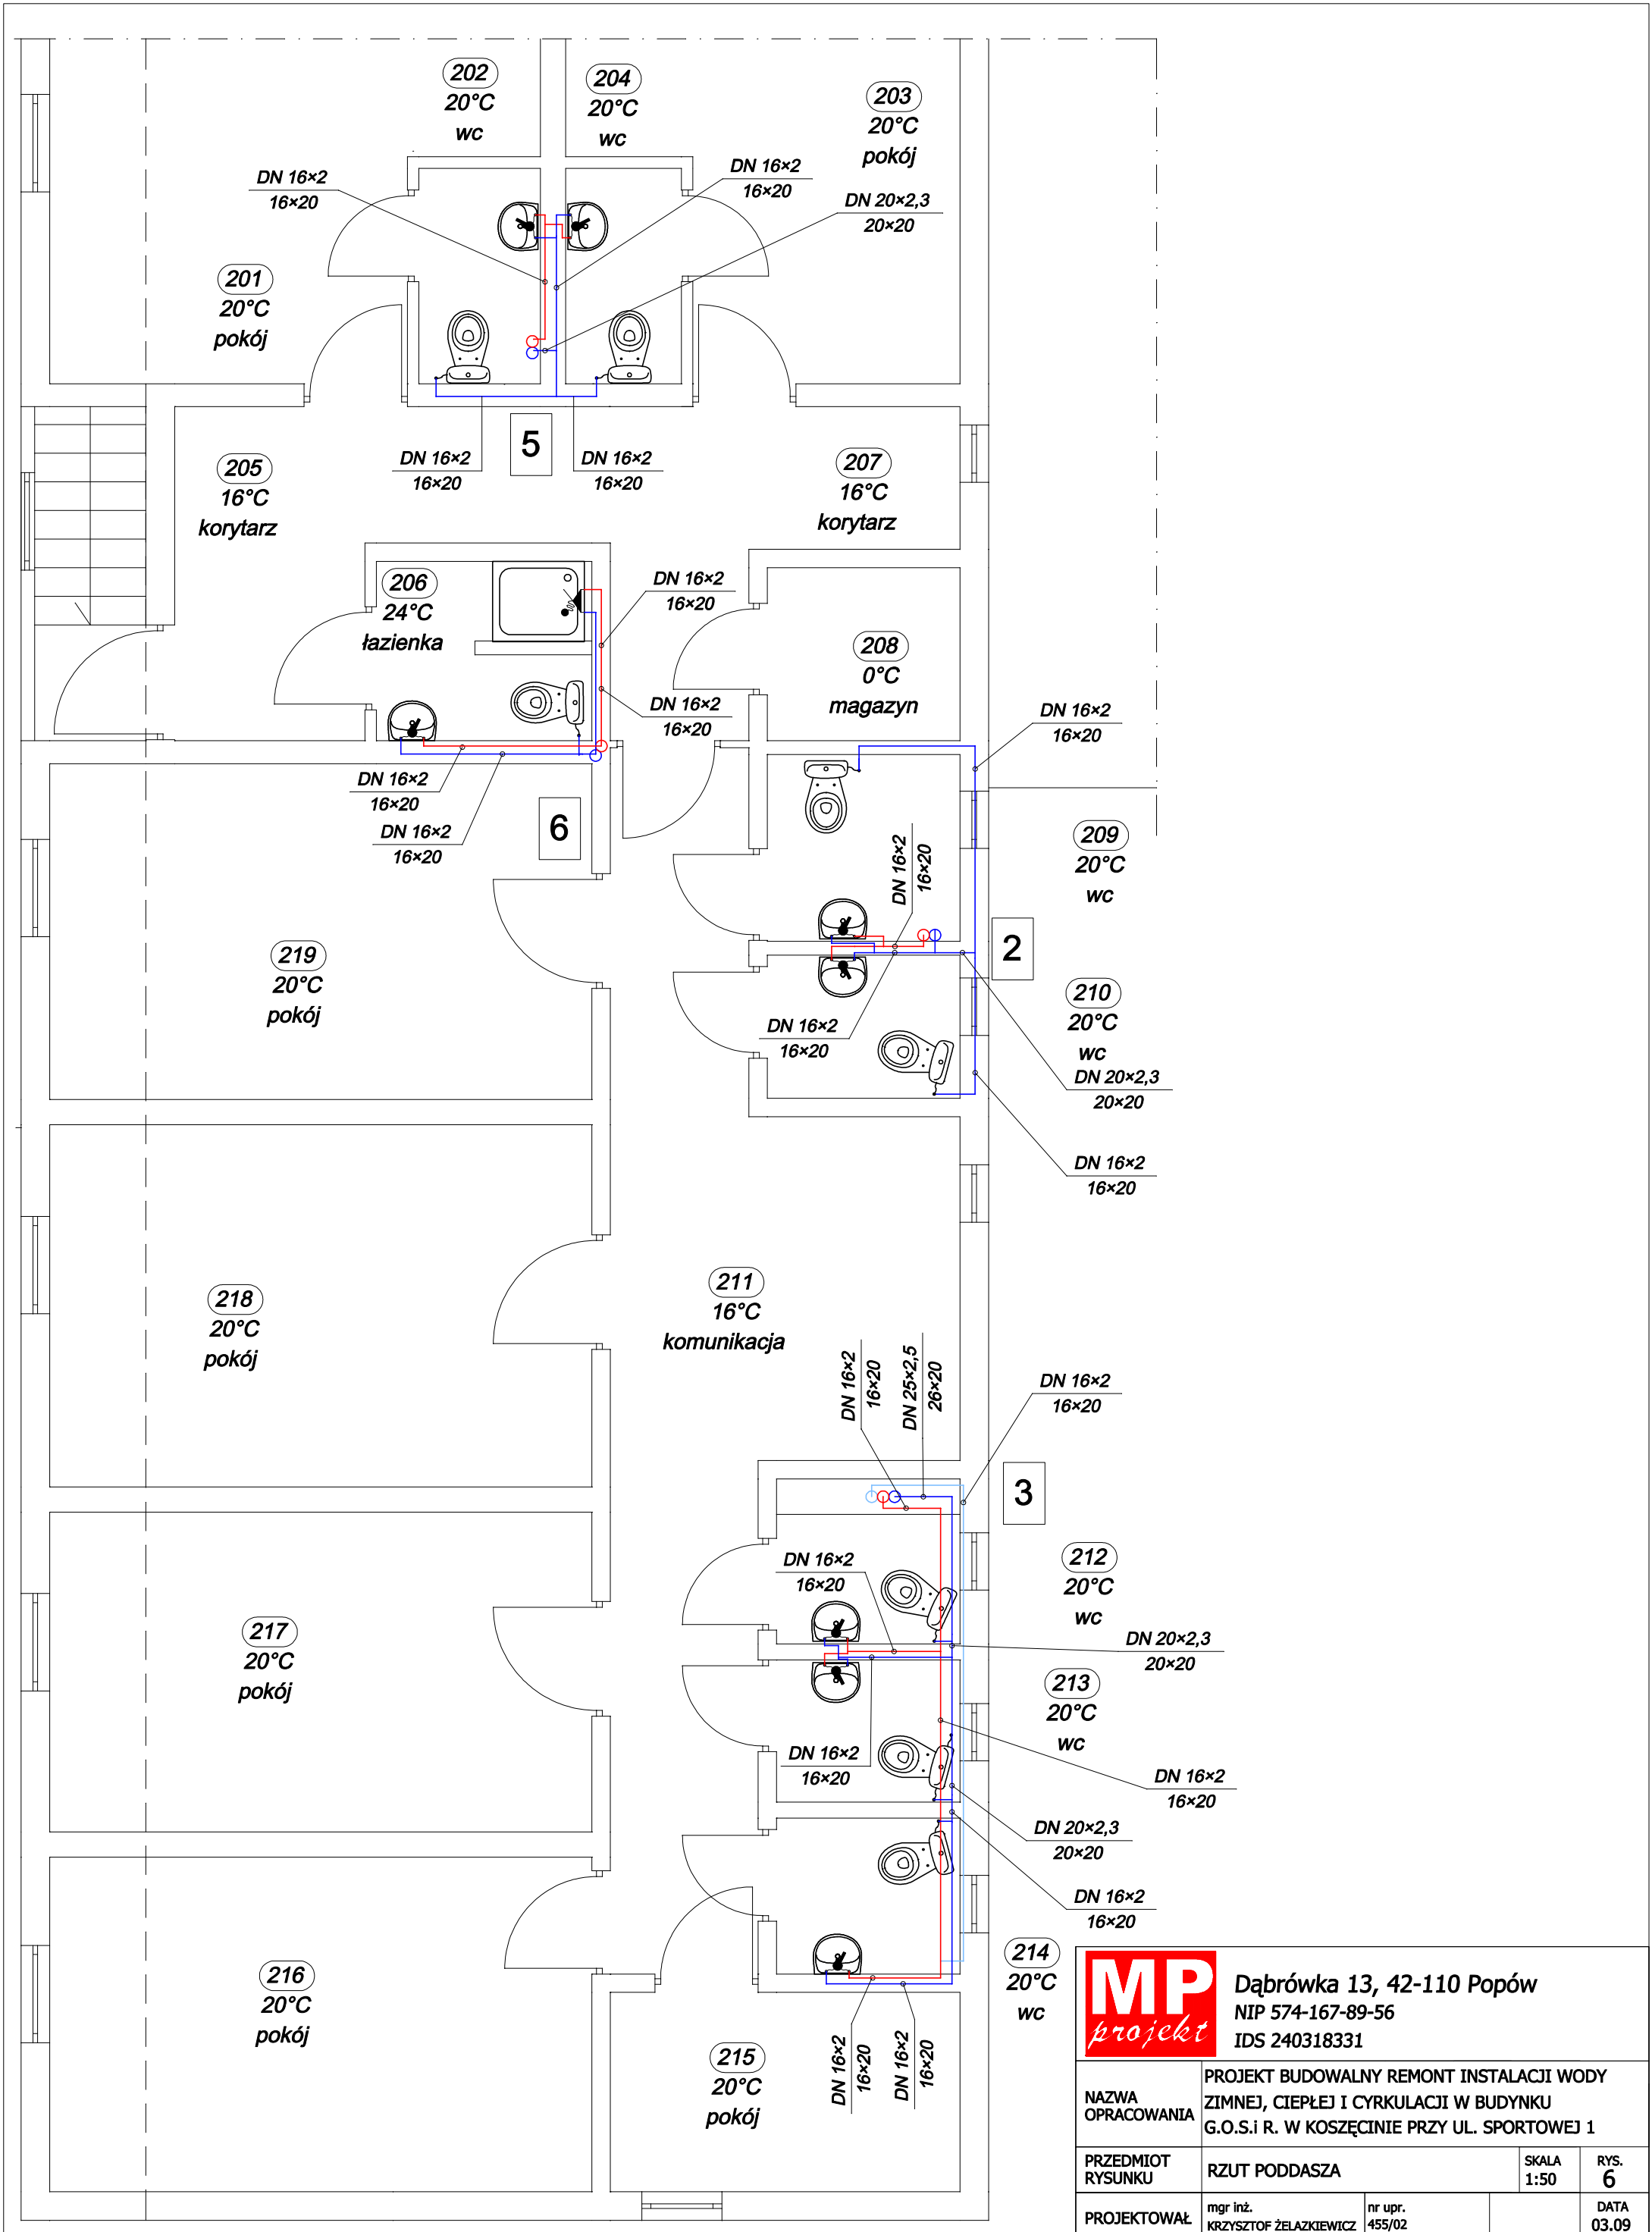 202
20°C
wc
204
20°C
wc
203
20°C
pokój
DN 16×2
16×20
DN 16×2
16×20
DN 20×2,3
20×20
201
20°C
pokój
5
DN 16×2
16×20
DN 16×2
16×20
205
16°C
korytarz
207
16°C
korytarz
206
24°C
łazienka
DN 16×2
16×20
208
0°C
magazyn
DN 16×2
16×20
DN 16×2
16×20
DN 16×2
16×20
DN 16×2
16×20
6
209
20°C
wc
DN 16×2
16×20
2
219
20°C
pokój
210
20°C
wc
DN 16×2
16×20
DN 20×2,3
20×20
DN 16×2
16×20
218
20°C
pokój
211
16°C
komunikacja
DN 16×2
16×20
DN 25×2,5
26×20
DN 16×2
16×20
3
DN 16×2
16×20
212
20°C
wc
217
20°C
pokój
DN 20×2,3
20×20
213
20°C
wc
DN 16×2
16×20
DN 16×2
16×20
DN 20×2,3
20×20
DN 16×2
16×20
214
20°C
wc
216
20°C
pokój
215
20°C
pokój
DN 16×2
16×20
DN 16×2
16×20
MP
projekt
Dąbrówka 13, 42-110 Popów
NIP 574-167-89-56
IDS 240318331
NAZWA
OPRACOWANIA
PROJEKT BUDOWALNY REMONT INSTALACJI WODY
ZIMNEJ, CIEPŁEJ I CYRKULACJI W BUDYNKU
G.O.S.i R. W KOSZĘCINIE PRZY UL. SPORTOWEJ 1
PRZEDMIOT
RYSUNKU
RZUT PODDASZA
SKALA
1:50
RYS.
6
PROJEKTOWAŁ
mgr inż.
KRZYSZTOF ŻELAZKIEWICZ
nr upr.
455/02
DATA
03.09